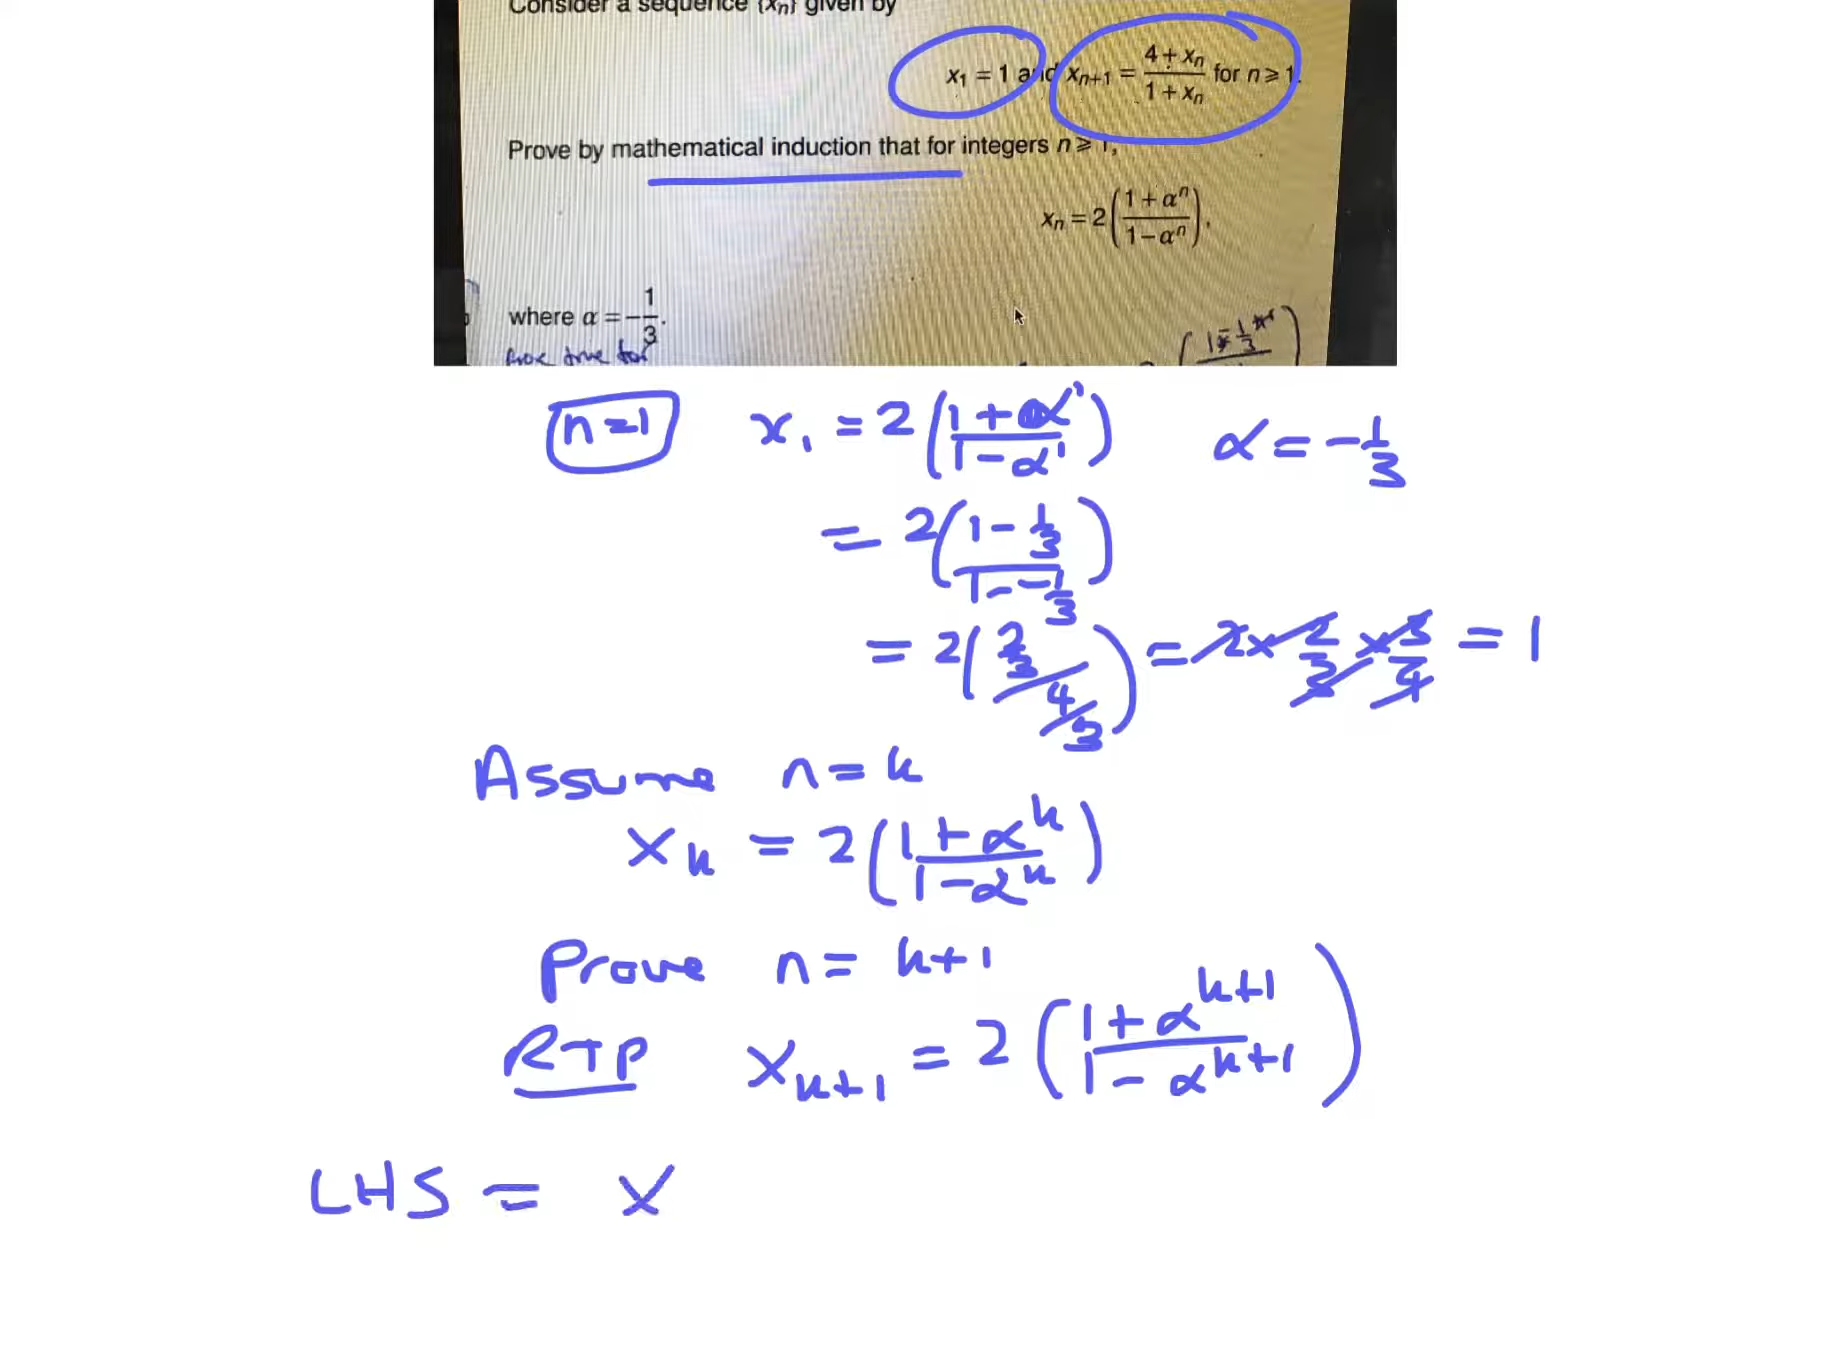 Consider a sequence {xₙ} given by
x₁ = 1 and xₙ₊₁ = (4 + xₙ)/(1 + xₙ) for n ⩾ 1.
Prove by mathematical induction that for integers n ⩾ 1,
xₙ = 2((1 + αⁿ)/(1 − αⁿ)),
where α = −1/3.
true for
n=1 x₁ = 2((1+α¹)/(1−α¹)) α = −1/3
= 2((1 − 1/3)/(1 − −1/3))
= 2((2/3)/(4/3)) = 2 × 2/3 × 3/4 = 1
Assume n = k
xₖ = 2((1+αᵏ)/(1−αᵏ))
Prove n = k+1
RTP xₖ₊₁ = 2((1+αᵏ⁺¹)/(1−αᵏ⁺¹))
LHS = x